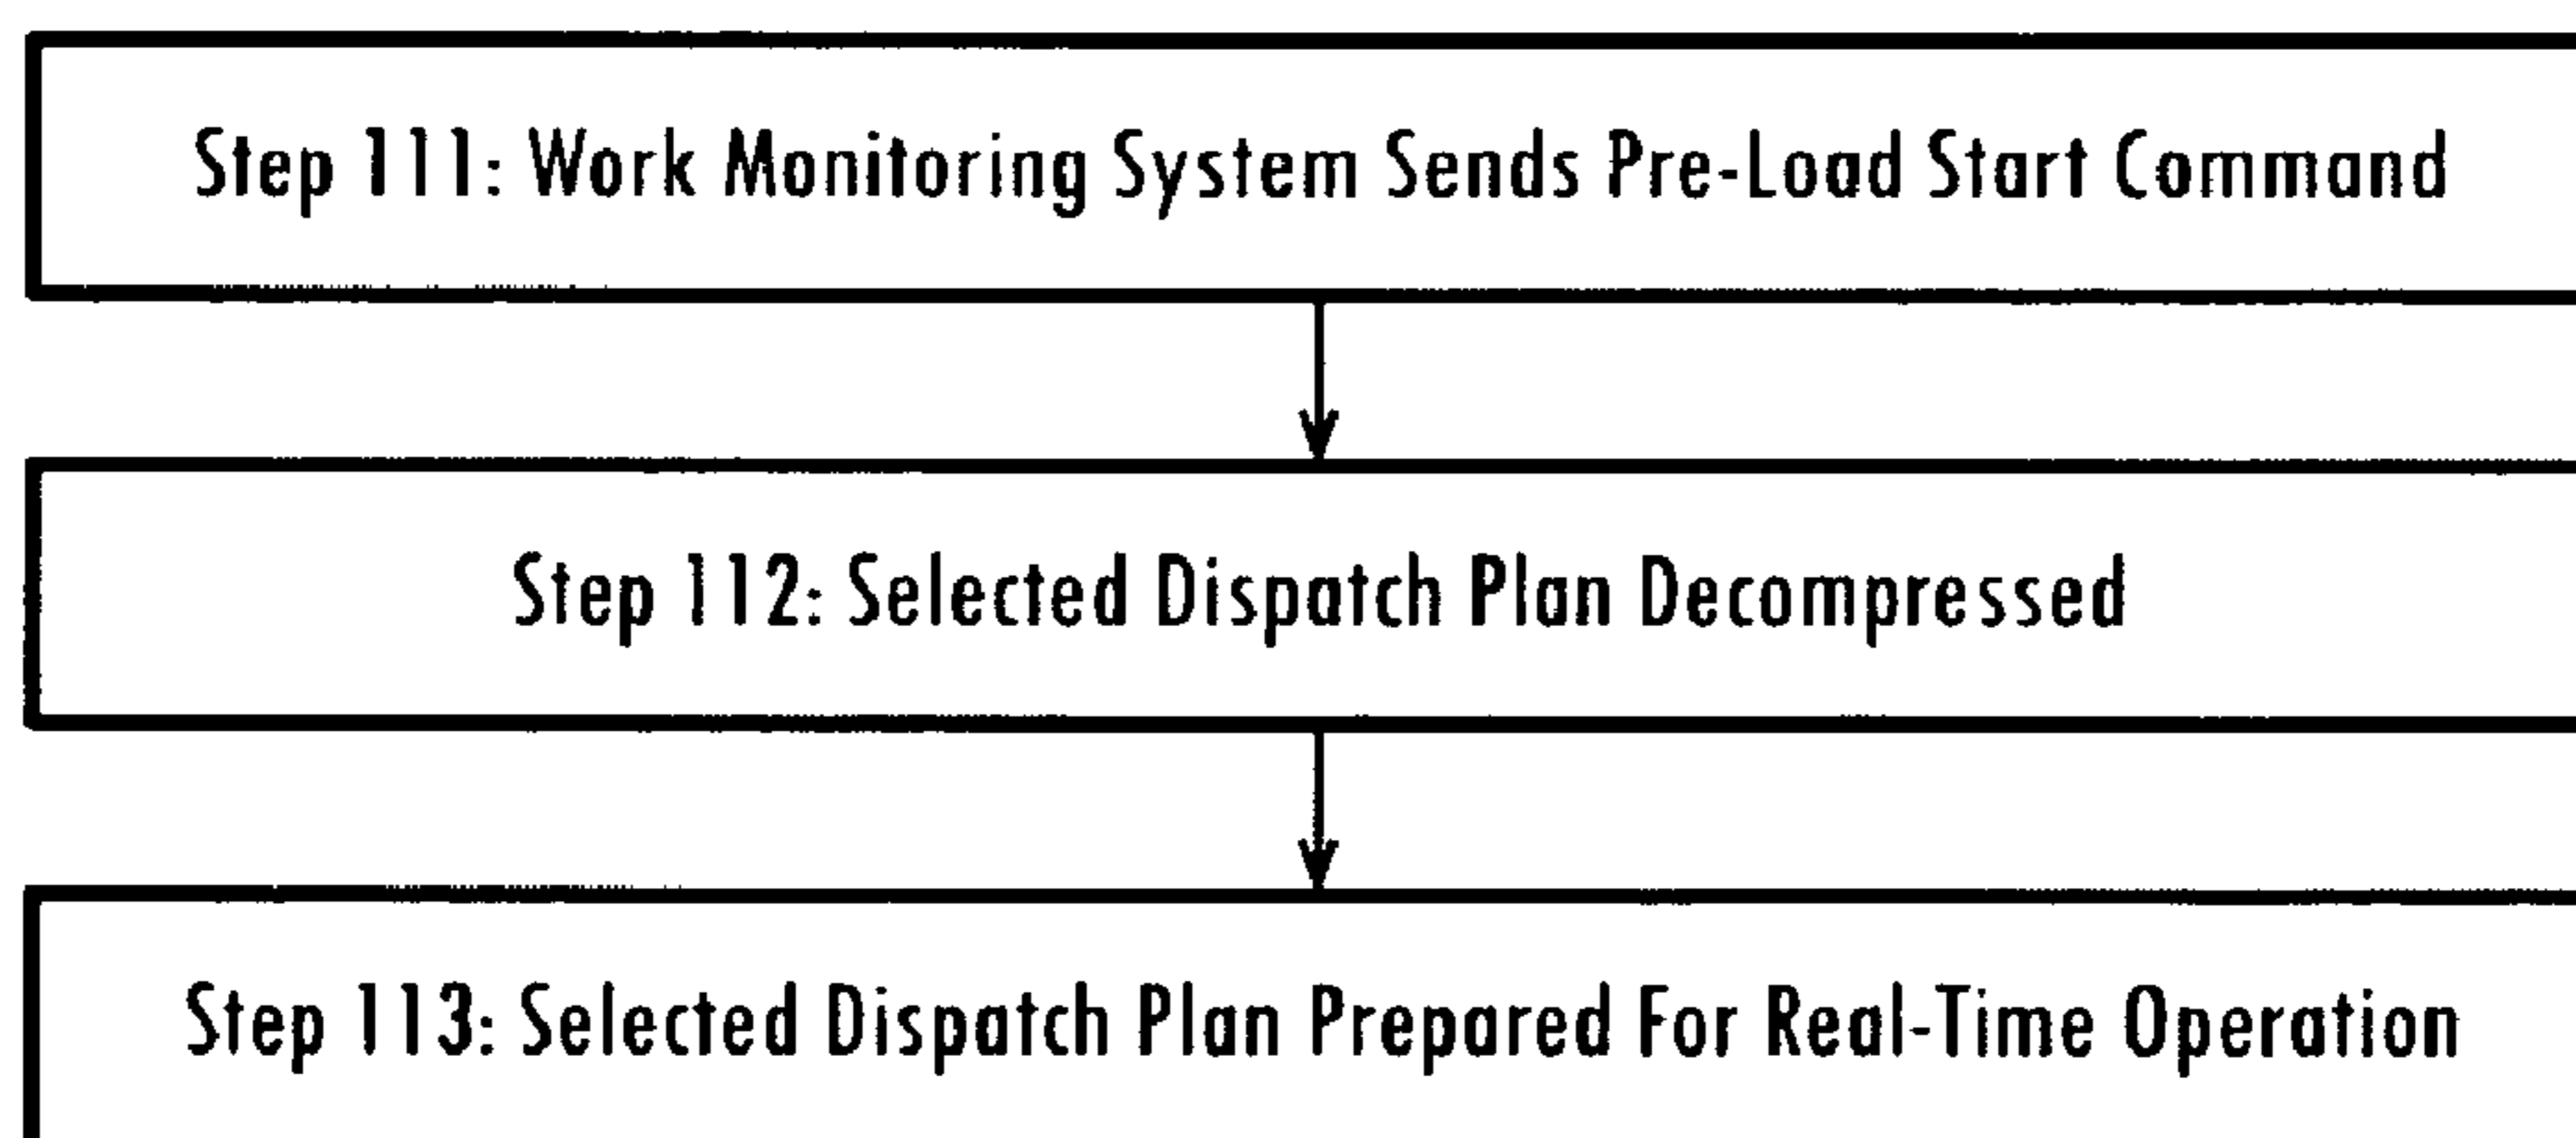 Step 111: Work Monitoring System Sends Pre-Load Start Command
Step 112: Selected Dispatch Plan Decompressed
Step 113: Selected Dispatch Plan Prepared For Real-Time Operation